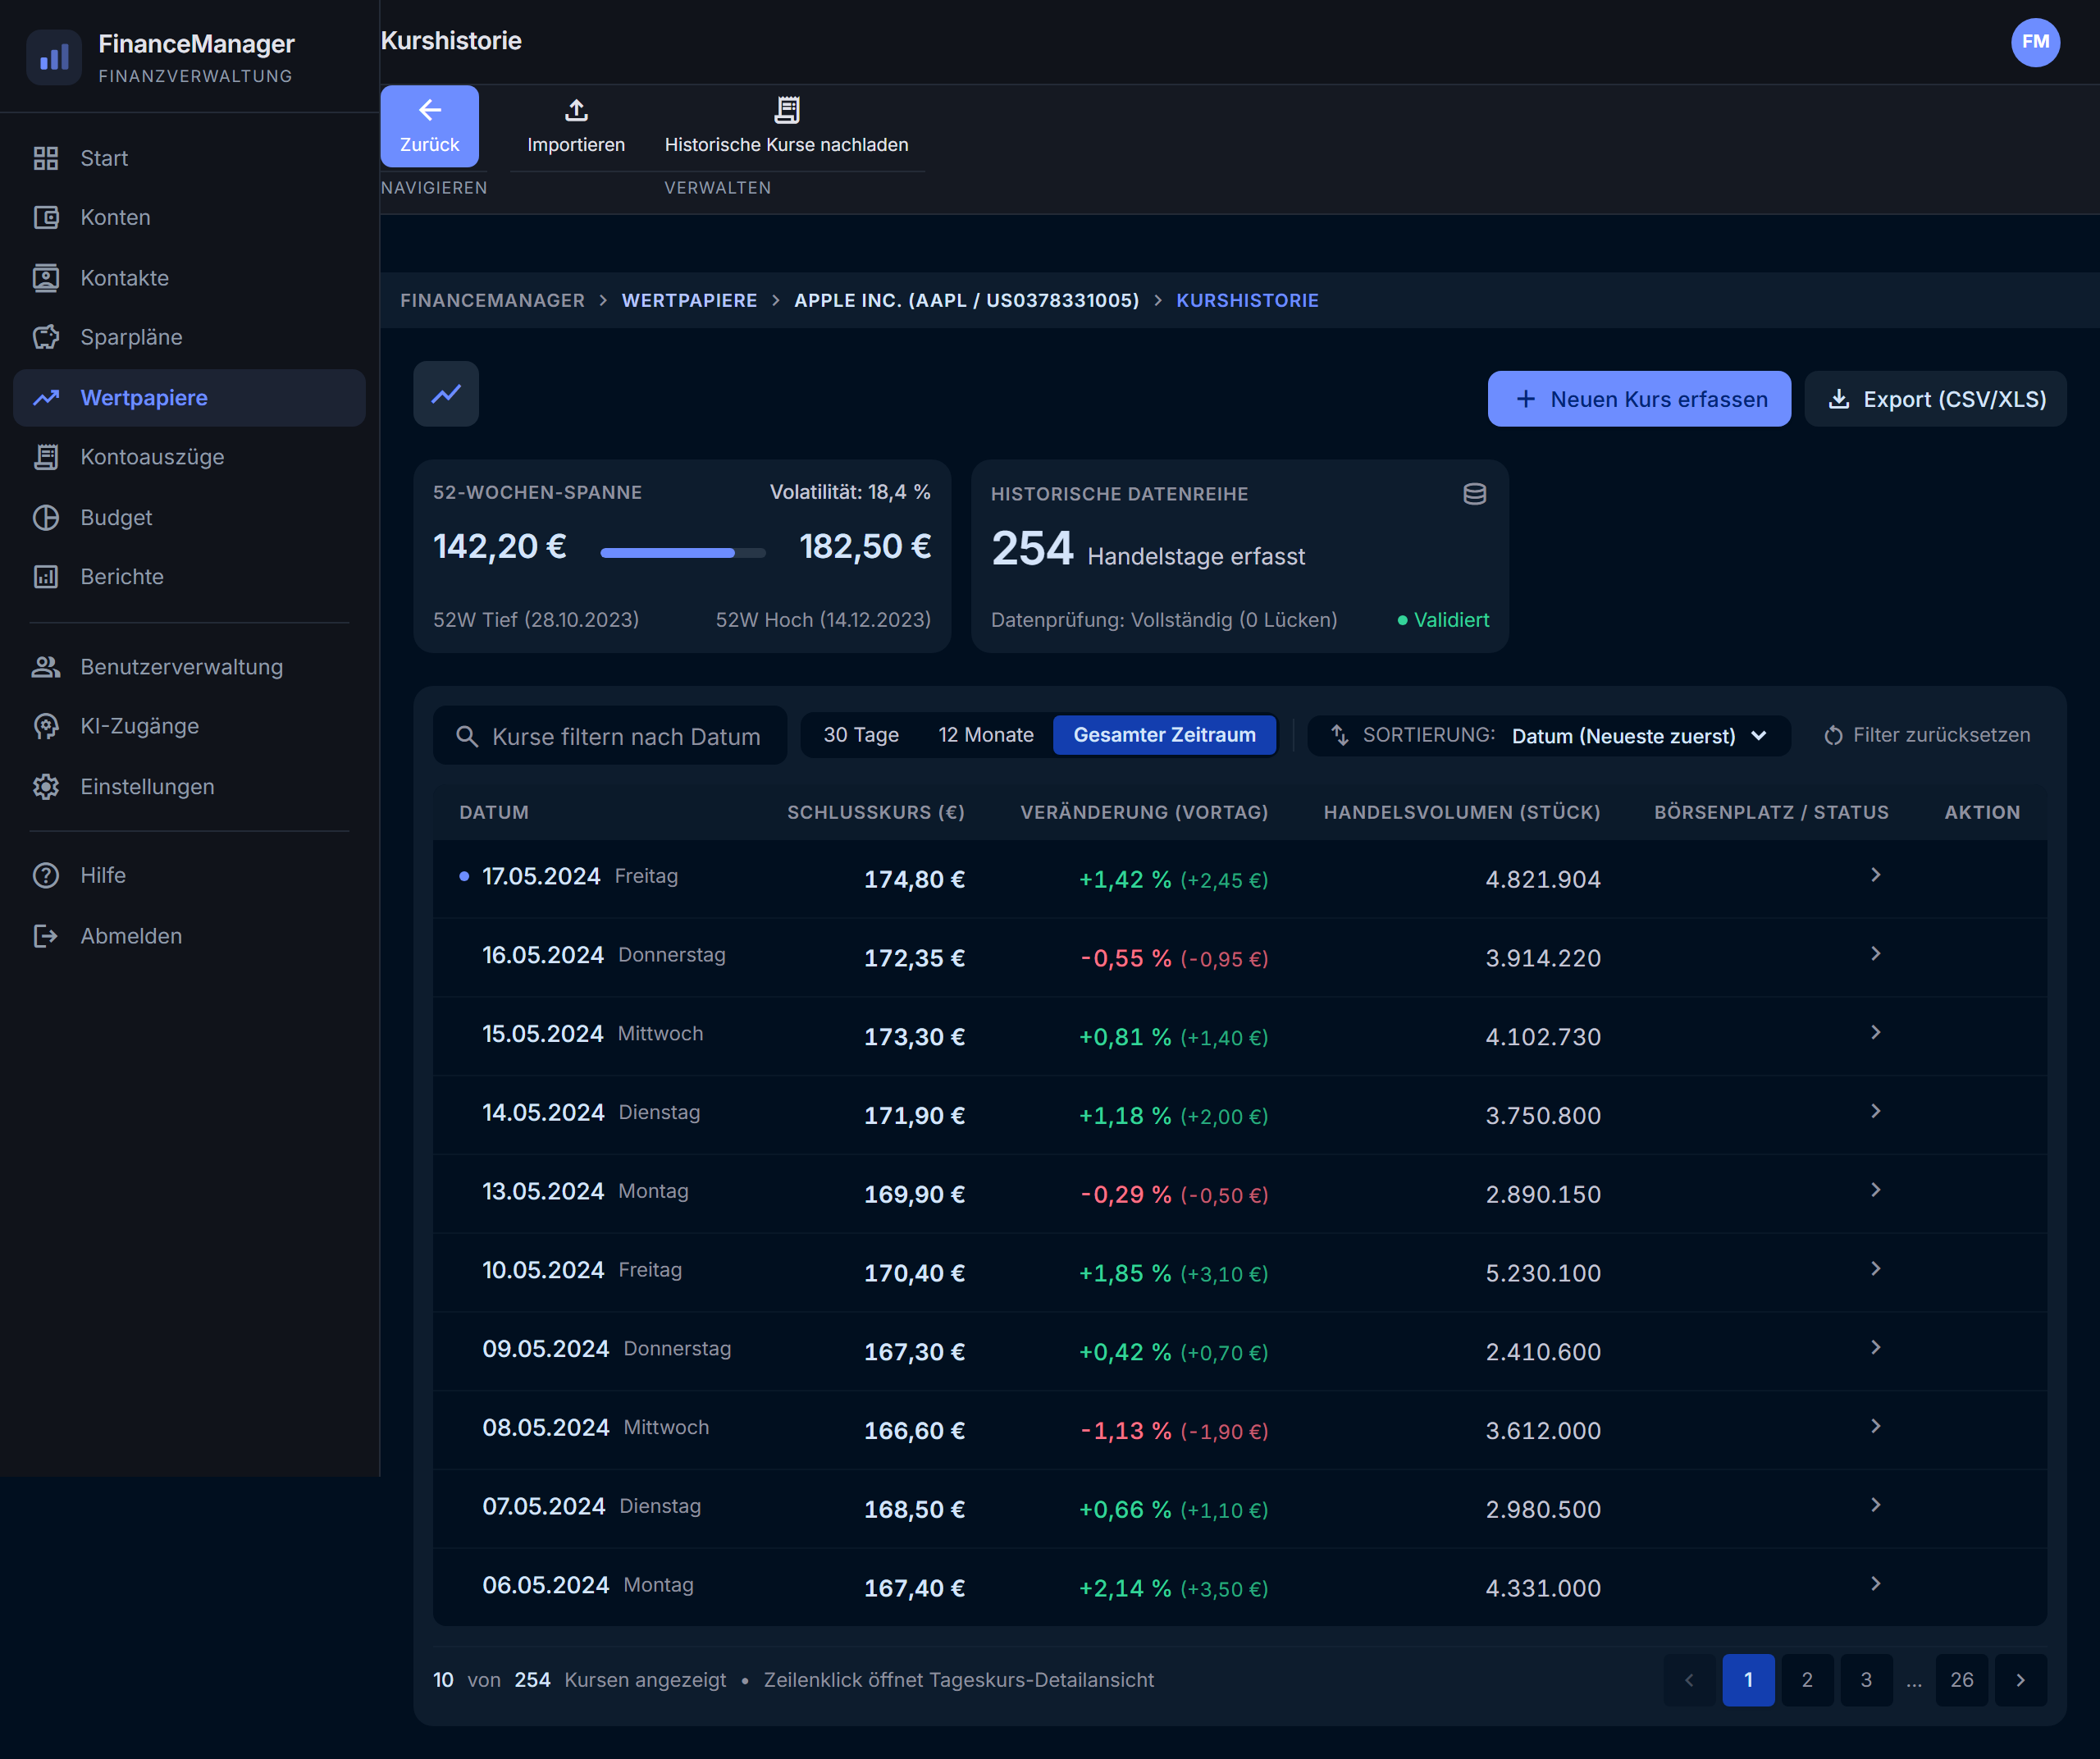 FinanceManager
FINANZVERWALTUNG
Start
Konten
Kontakte
Sparpläne
Wertpapiere
Kontoauszüge
Budget
Berichte
Benutzerverwaltung
KI-Zugänge
Einstellungen
Hilfe
Abmelden
Kurshistorie
FM
Zurück
Importieren
Historische Kurse nachladen
NAVIGIEREN
VERWALTEN
FINANCEMANAGER > WERTPAPIERE > APPLE INC. (AAPL / US0378331005) > KURSHISTORIE
Neuen Kurs erfassen
Export (CSV/XLS)
52-WOCHEN-SPANNE Volatilität: 18,4 %
142,20 € 182,50 €
52W Tief (28.10.2023) 52W Hoch (14.12.2023)
HISTORISCHE DATENREIHE
254 Handelstage erfasst
Datenprüfung: Vollständig (0 Lücken) Validiert
Kurse filtern nach Datum
30 Tage 12 Monate Gesamter Zeitraum
SORTIERUNG: Datum (Neueste zuerst)
Filter zurücksetzen
DATUM SCHLUSSKURS (€) VERÄNDERUNG (VORTAG) HANDELSVOLUMEN (STÜCK) BÖRSENPLATZ / STATUS AKTION
17.05.2024 Freitag 174,80 € +1,42 % (+2,45 €) 4.821.904
16.05.2024 Donnerstag 172,35 € -0,55 % (-0,95 €) 3.914.220
15.05.2024 Mittwoch 173,30 € +0,81 % (+1,40 €) 4.102.730
14.05.2024 Dienstag 171,90 € +1,18 % (+2,00 €) 3.750.800
13.05.2024 Montag 169,90 € -0,29 % (-0,50 €) 2.890.150
10.05.2024 Freitag 170,40 € +1,85 % (+3,10 €) 5.230.100
09.05.2024 Donnerstag 167,30 € +0,42 % (+0,70 €) 2.410.600
08.05.2024 Mittwoch 166,60 € -1,13 % (-1,90 €) 3.612.000
07.05.2024 Dienstag 168,50 € +0,66 % (+1,10 €) 2.980.500
06.05.2024 Montag 167,40 € +2,14 % (+3,50 €) 4.331.000
10 von 254 Kursen angezeigt • Zeilenklick öffnet Tageskurs-Detailansicht
1 2 3 ... 26